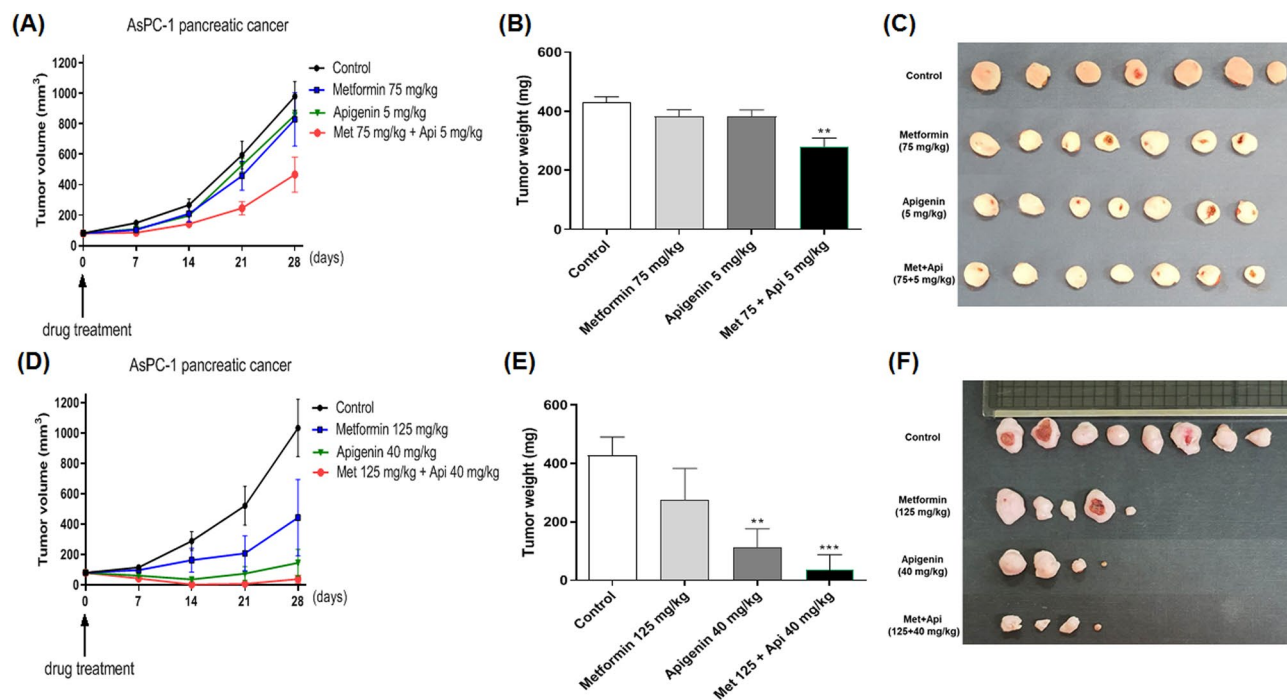 (A)
AsPC-1 pancreatic cancer
Tumor volume (mm³)
1200
1000
800
600
400
200
0
Control
Metformin 75 mg/kg
Apigenin 5 mg/kg
Met 75 mg/kg + Api 5 mg/kg
0 7 14 21 28 (days)
drug treatment
(B)
Tumor weight (mg)
600
400
200
0
**
Control
Metformin 75 mg/kg
Apigenin 5 mg/kg
Met 75 + Api 5 mg/kg
(C)
Control
Metformin
(75 mg/kg)
Apigenin
(5 mg/kg)
Met+Api
(75+5 mg/kg)
(D)
AsPC-1 pancreatic cancer
Tumor volume (mm³)
1200
1000
800
600
400
200
0
Control
Metformin 125 mg/kg
Apigenin 40 mg/kg
Met 125 mg/kg + Api 40 mg/kg
0 7 14 21 28 (days)
drug treatment
(E)
Tumor weight (mg)
600
400
200
0
**
***
Control
Metformin 125 mg/kg
Apigenin 40 mg/kg
Met 125 + Api 40 mg/kg
(F)
Control
Metformin
(125 mg/kg)
Apigenin
(40 mg/kg)
Met+Api
(125+40 mg/kg)